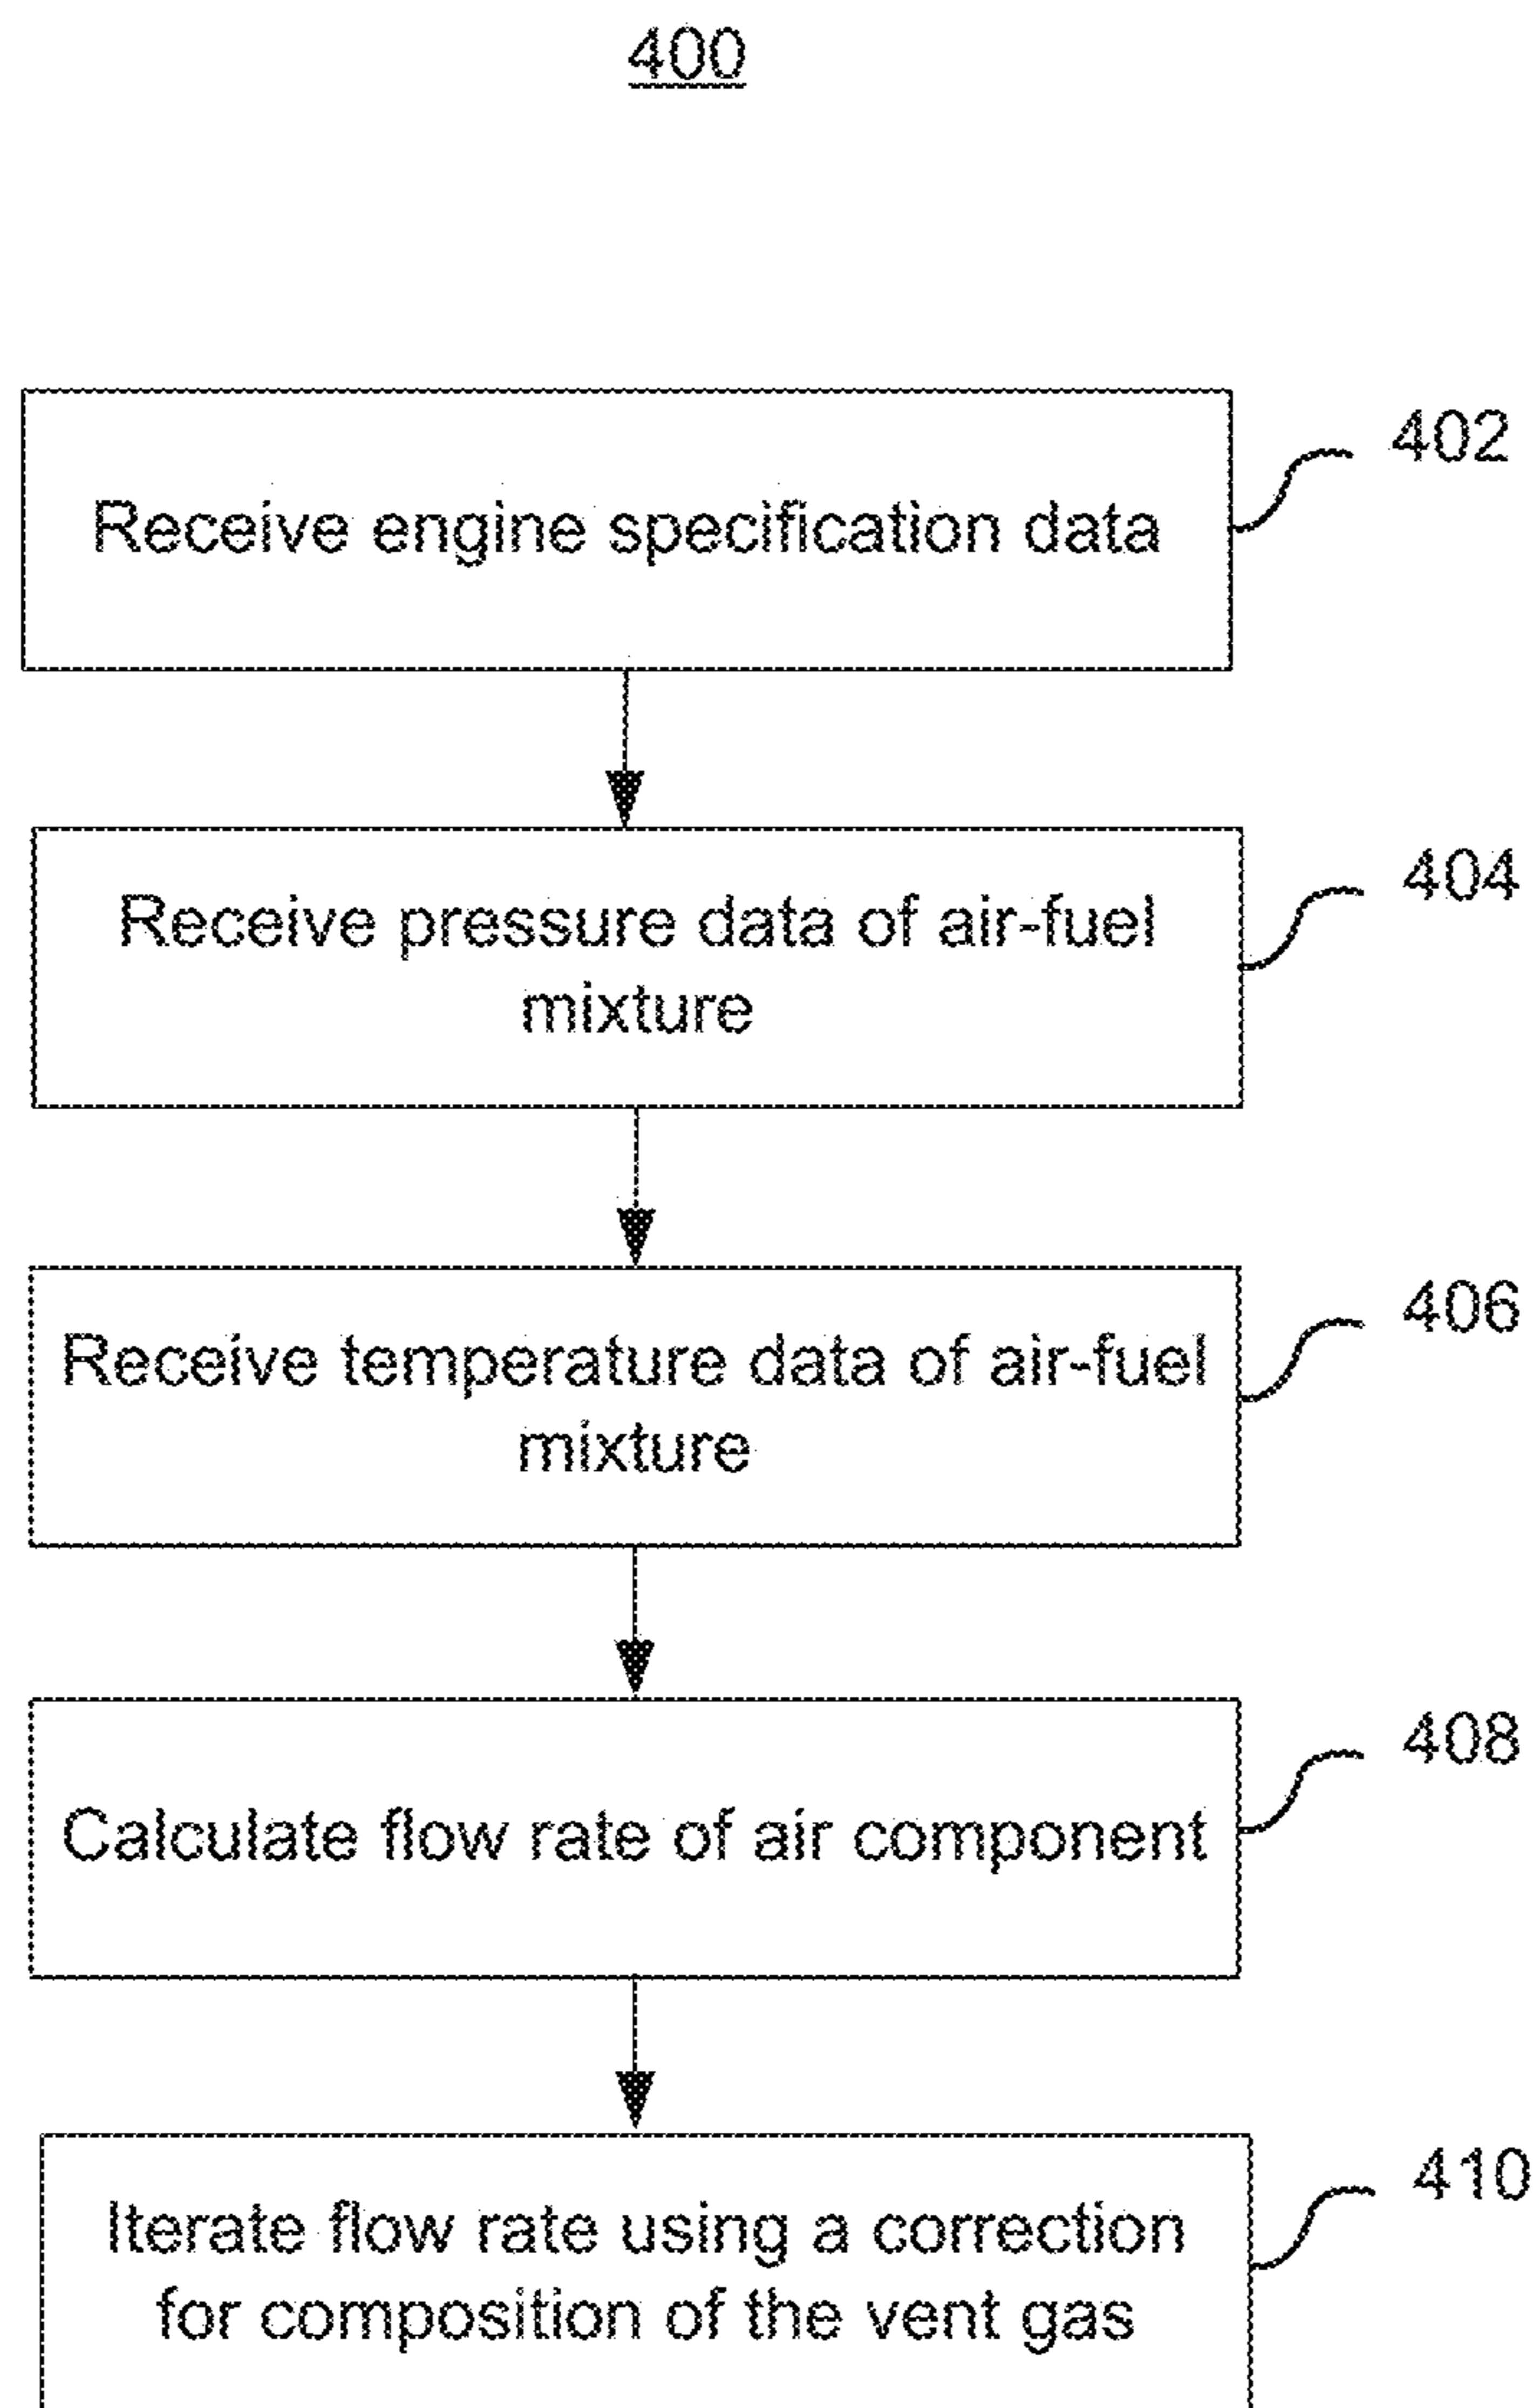 400
Receive engine specification data
402
Receive pressure data of air-fuel
mixture
404
Receive temperature data of air-fuel
mixture
406
Calculate flow rate of air component
408
Iterate flow rate using a correction
for composition of the vent gas
410